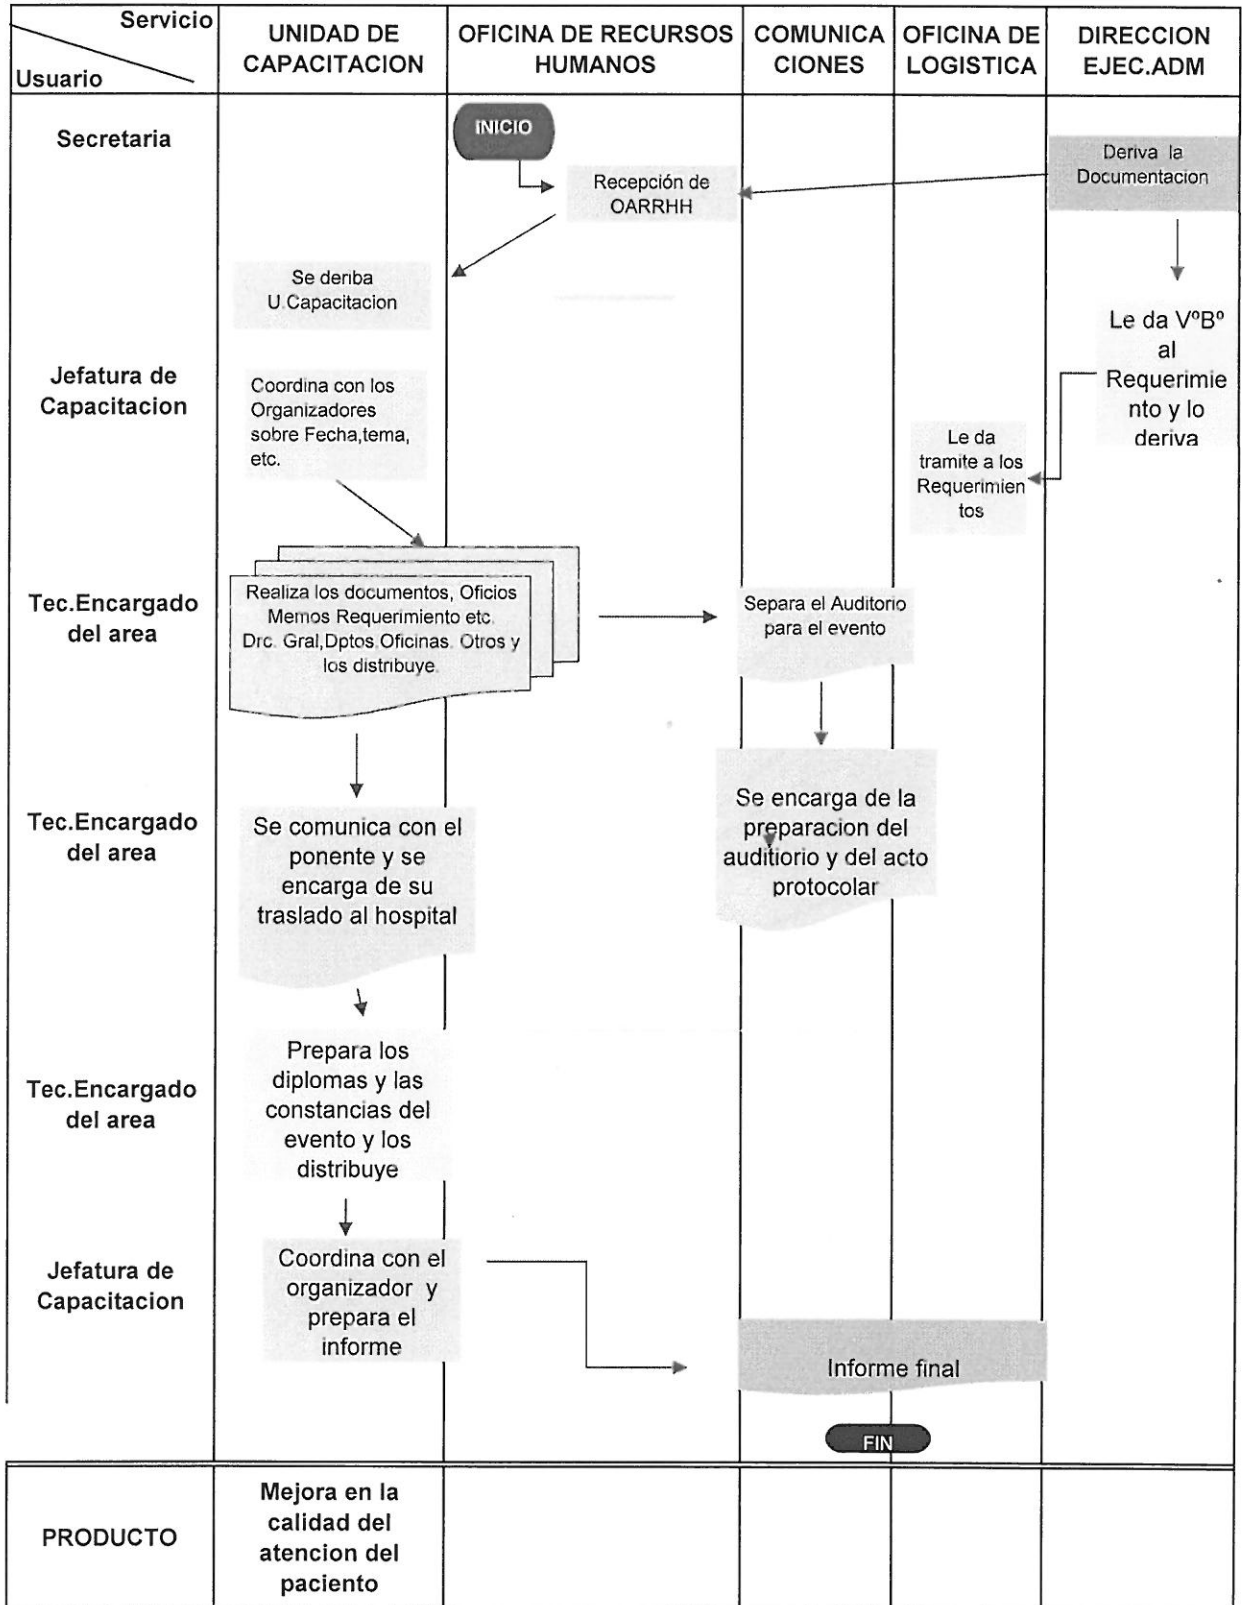 Servicio
Usuario
UNIDAD DE
CAPACITACION
OFICINA DE RECURSOS
HUMANOS
COMUNICA
CIONES
OFICINA DE
LOGISTICA
DIRECCION
EJEC.ADM
Secretaria
INICIO
Recepción de
OARRHH
Deriva la
Documentacion
Se deriba
U.Capacitacion
Le da VºBº
al
Requerimie
nto y lo
deriva
Jefatura de
Capacitacion
Coordina con los
Organizadores
sobre Fecha,tema,
etc.
Le da
tramite a los
Requerimien
tos
Tec.Encargado
del area
Realiza los documentos, Oficios
Memos Requerimiento etc.
Drc. Gral,Dptos.Oficinas. Otros y
los distribuye.
Separa el Auditorio
para el evento
Tec.Encargado
del area
Se comunica con el
ponente y se
encarga de su
traslado al hospital
Se encarga de la
preparacion del
auditiorio y del acto
protocolar
Tec.Encargado
del area
Prepara los
diplomas y las
constancias del
evento y los
distribuye
Jefatura de
Capacitacion
Coordina con el
organizador y
prepara el
informe
Informe final
FIN
PRODUCTO
Mejora en la
calidad del
atencion del
paciento